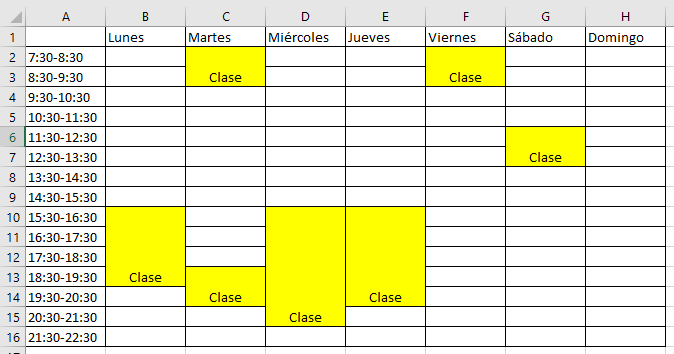 A B C D E F G H
1 Lunes Martes Miércoles Jueves Viernes Sábado Domingo
2 7:30-8:30
3 8:30-9:30 Clase Clase
4 9:30-10:30
5 10:30-11:30
6 11:30-12:30
7 12:30-13:30 Clase
8 13:30-14:30
9 14:30-15:30
10 15:30-16:30
11 16:30-17:30
12 17:30-18:30
13 18:30-19:30 Clase
14 19:30-20:30 Clase Clase
15 20:30-21:30 Clase
16 21:30-22:30